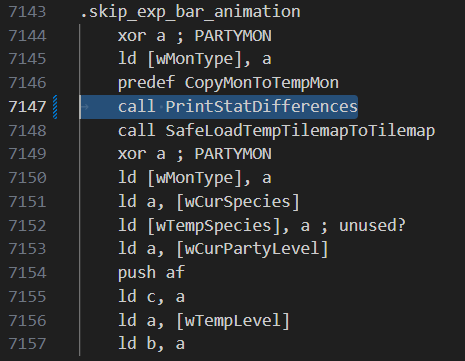 7143 .skip_exp_bar_animation
7144 xor a ; PARTYMON
7145 ld [wMonType], a
7146 predef CopyMonToTempMon
7147 call PrintStatDifferences
7148 call SafeLoadTempTilemapToTilemap
7149 xor a ; PARTYMON
7150 ld [wMonType], a
7151 ld a, [wCurSpecies]
7152 ld [wTempSpecies], a ; unused?
7153 ld a, [wCurPartyLevel]
7154 push af
7155 ld c, a
7156 ld a, [wTempLevel]
7157 ld b, a